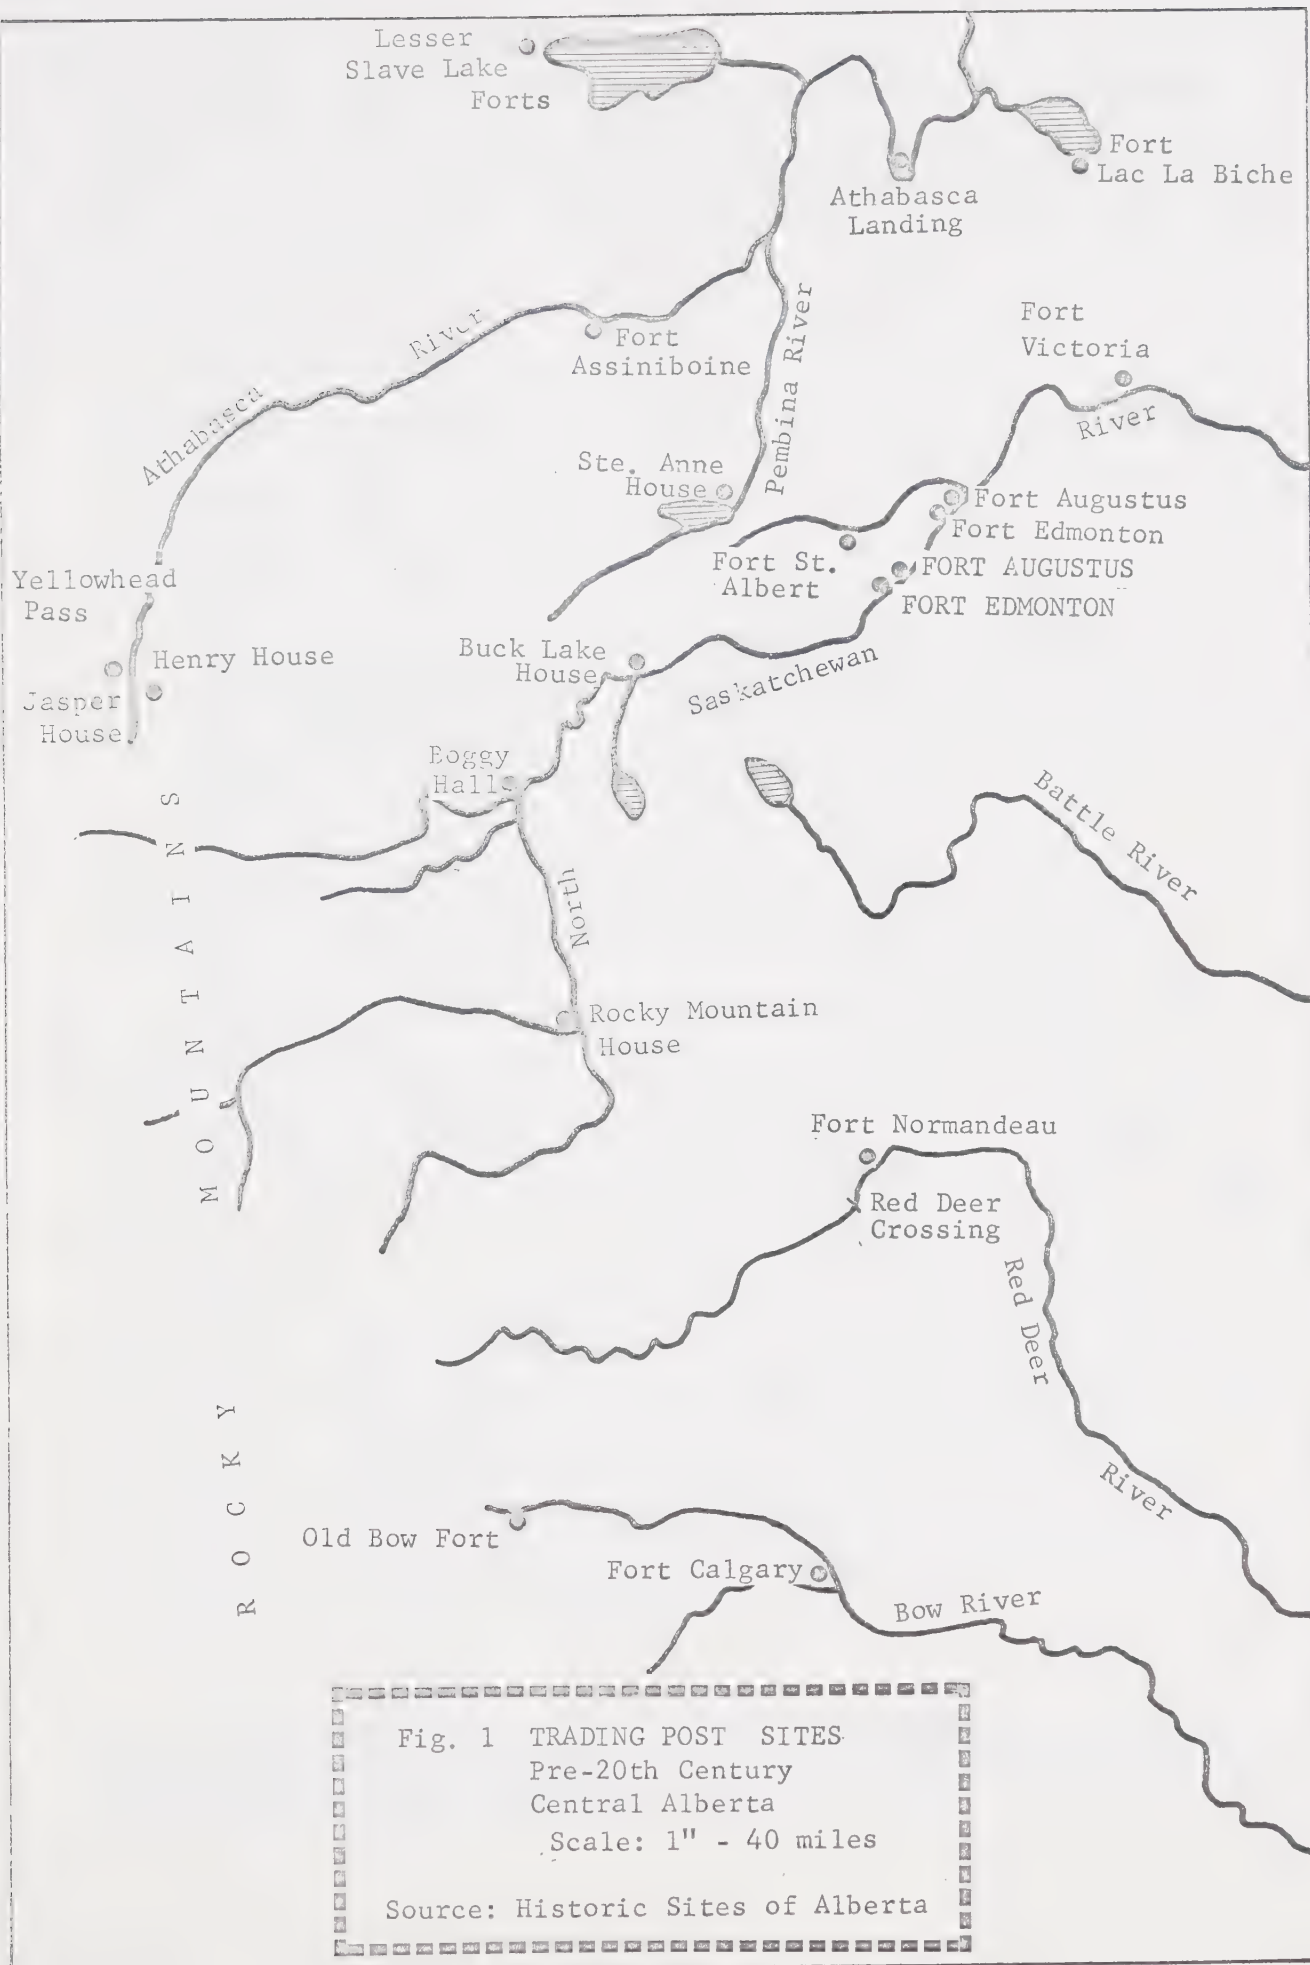 Lesser
Slave Lake
Forts
Fort
Lac La Biche
Athabasca
Landing
Athabasca River
Fort
Assiniboine
Pembina River
Fort
Victoria
River
Ste. Anne
House
Fort Augustus
Fort Edmonton
Fort St.
Albert
FORT AUGUSTUS
FORT EDMONTON
Yellowhead
Pass
Henry House
Jasper
House
Buck Lake
House
Saskatchewan
Boggy
Hall
North
Battle River
Rocky Mountain
House
ROCKY MOUNTAINS
Fort Normandeau
Red Deer
Crossing
Red Deer
River
Old Bow Fort
Fort Calgary
Bow River
Fig. 1 TRADING POST SITES
Pre-20th Century
Central Alberta
Scale: 1" - 40 miles
Source: Historic Sites of Alberta